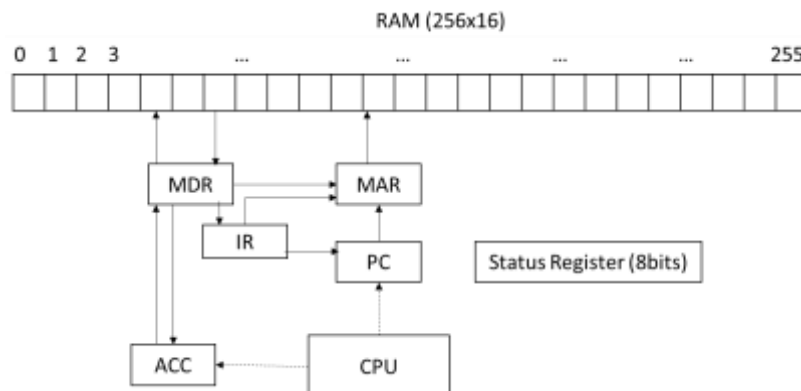 RAM (256x16)
0 1 2 3 ... ... ... ... 255
MDR MAR
IR
PC Status Register (8bits)
ACC CPU